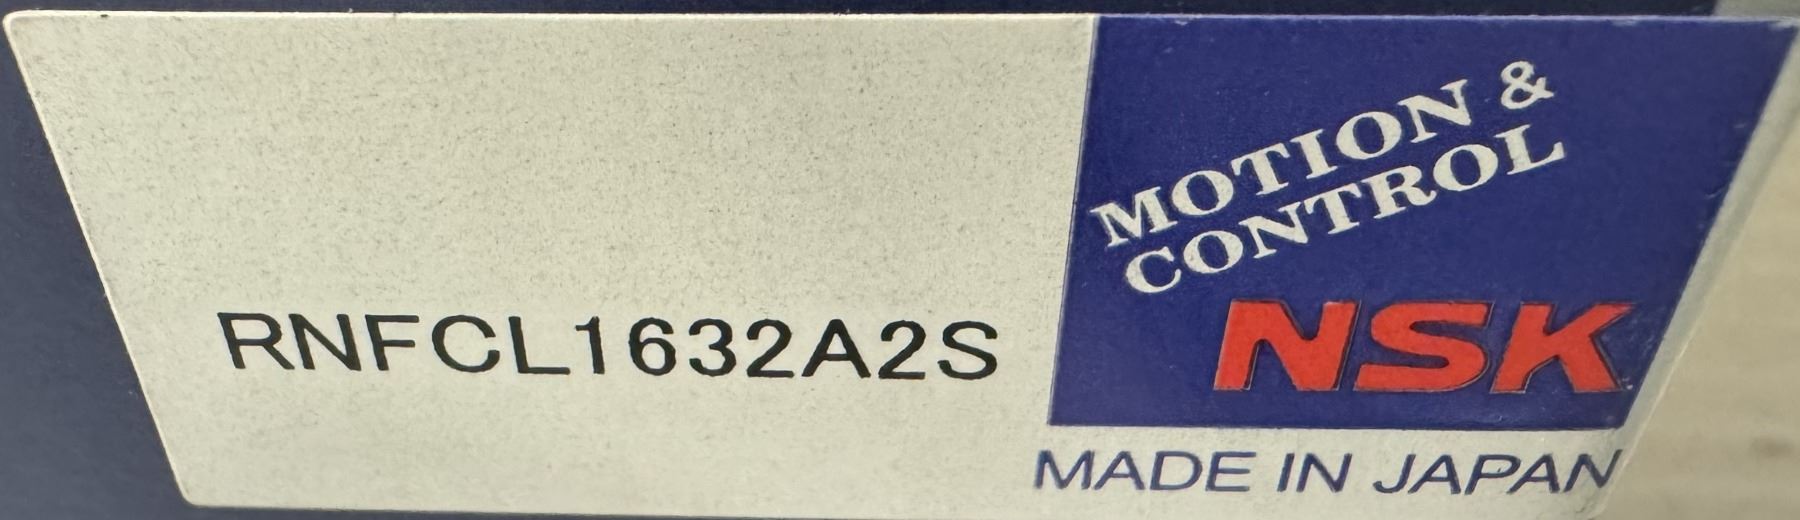 MOTION &
CONTROL
NSK
RNFCL1632A2S
MADE IN JAPAN